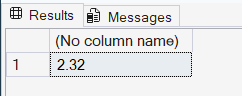 Results Messages
(No column name)
1 2.32